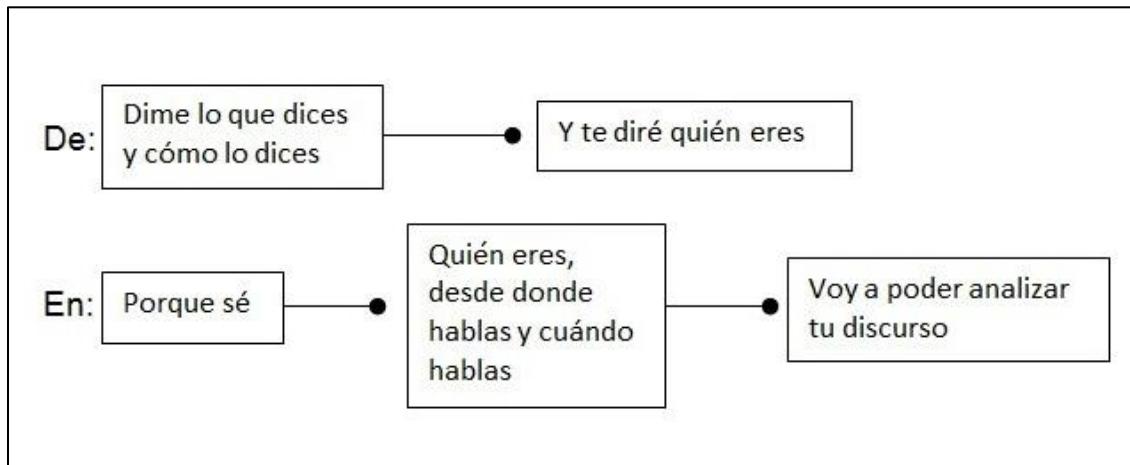 De:
Dime lo que dices
y cómo lo dices
Y te diré quién eres
En:
Porque sé
Quién eres,
desde donde
hablas y cuándo
hablas
Voy a poder analizar
tu discurso